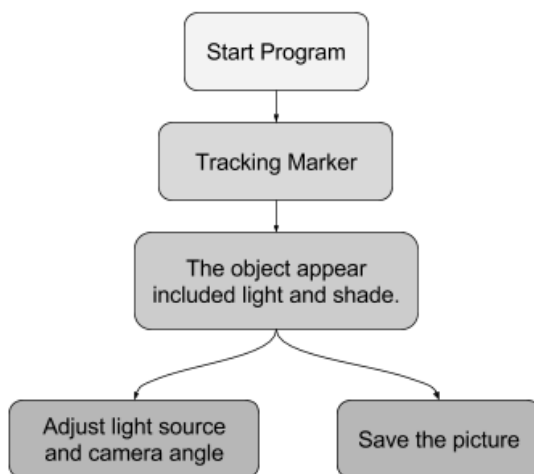 Start Program
Tracking Marker
The object appear
included light and shade.
Adjust light source
and camera angle
Save the picture